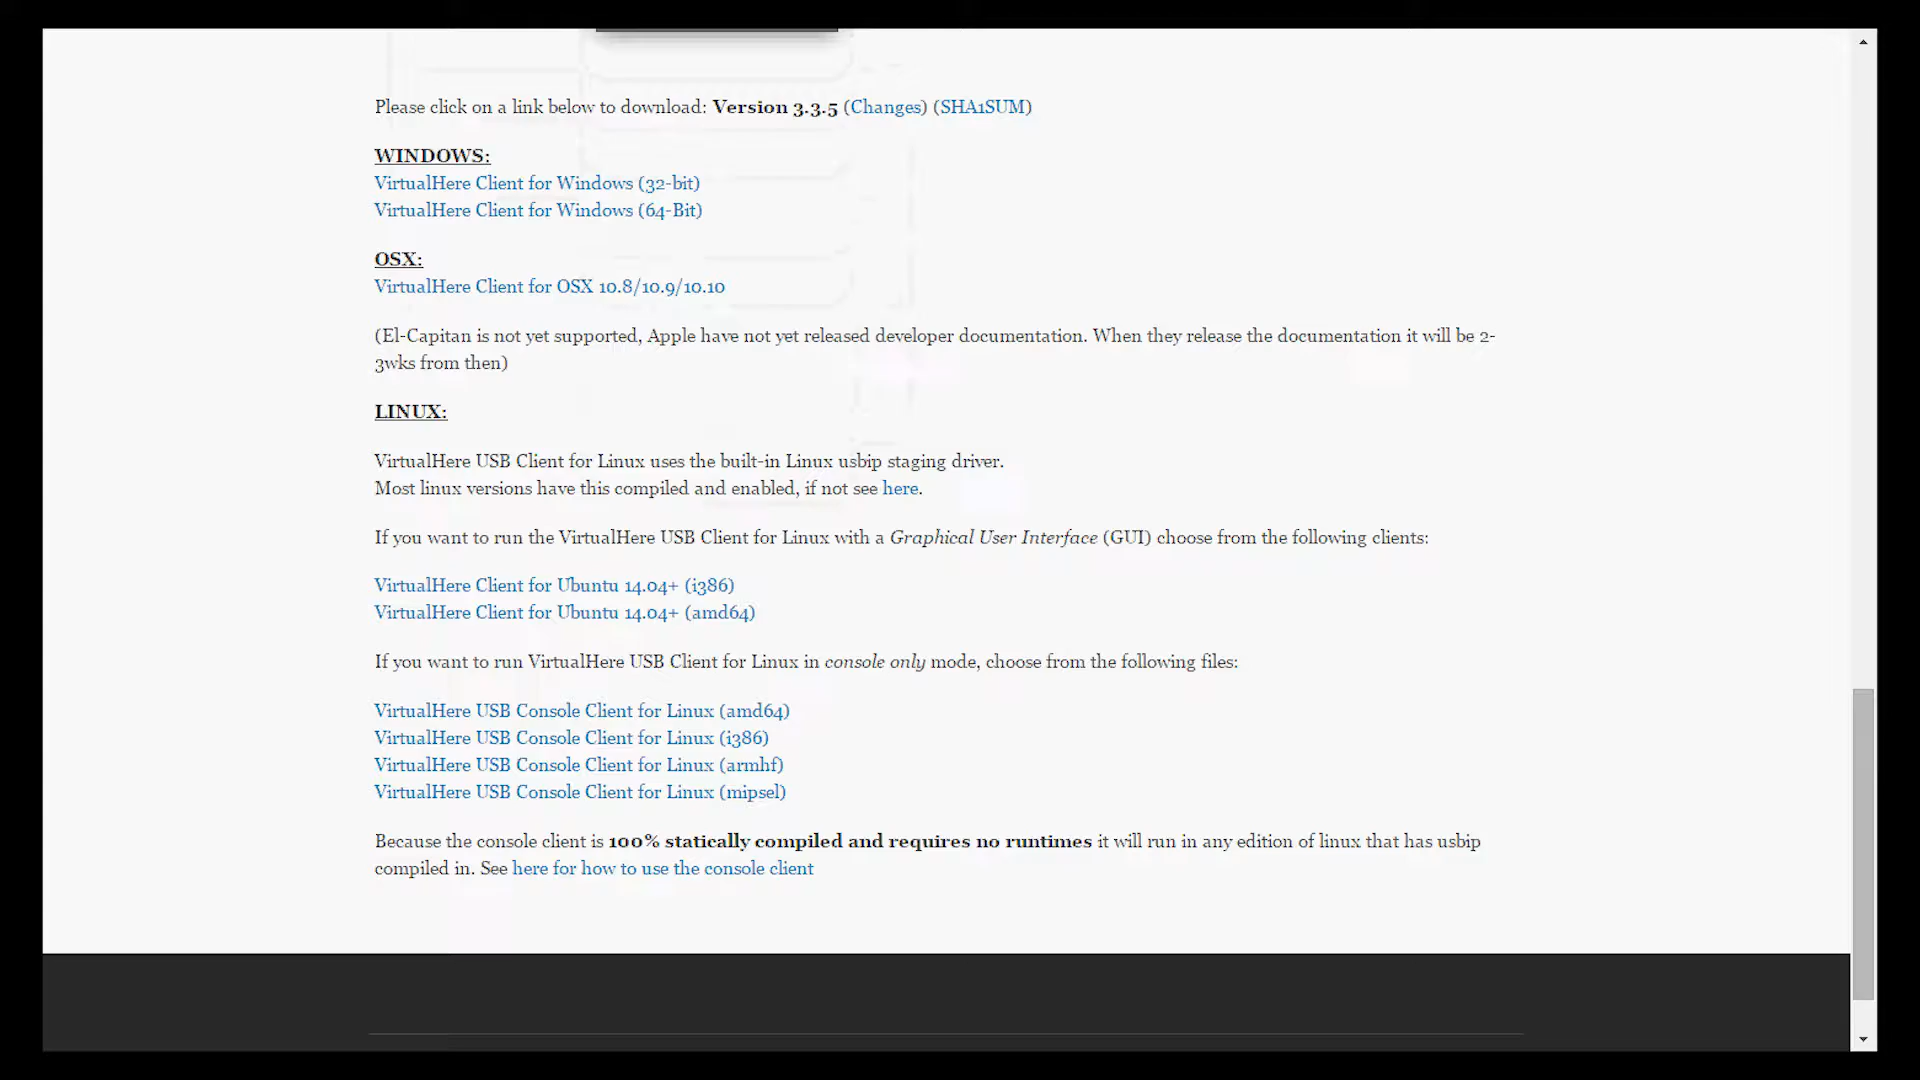 Please click on a link below to download: Version 3.3.5 (Changes) (SHA1SUM)
WINDOWS:
VirtualHere Client for Windows (32-bit)
VirtualHere Client for Windows (64-Bit)
OSX:
VirtualHere Client for OSX 10.8/10.9/10.10
(El-Capitan is not yet supported, Apple have not yet released developer documentation. When they release the documentation it will be 2-
3wks from then)
LINUX:
VirtualHere USB Client for Linux uses the built-in Linux usbip staging driver.
Most linux versions have this compiled and enabled, if not see here.
If you want to run the VirtualHere USB Client for Linux with a Graphical User Interface (GUI) choose from the following clients:
VirtualHere Client for Ubuntu 14.04+ (i386)
VirtualHere Client for Ubuntu 14.04+ (amd64)
If you want to run VirtualHere USB Client for Linux in console only mode, choose from the following files:
VirtualHere USB Console Client for Linux (amd64)
VirtualHere USB Console Client for Linux (i386)
VirtualHere USB Console Client for Linux (armhf)
VirtualHere USB Console Client for Linux (mipsel)
Because the console client is 100% statically compiled and requires no runtimes it will run in any edition of linux that has usbip
compiled in. See here for how to use the console client